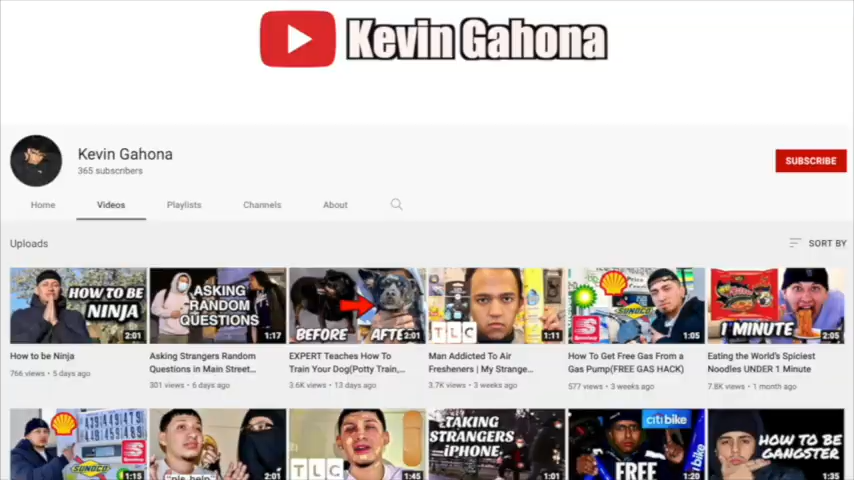 Kevin Gahona
Kevin Gahona
365 subscribers
SUBSCRIBE
Home
Videos
Playlists
Channels
About
Uploads
SORT BY
HOW TO BE
NINJA
2:01
ASKING
RANDOM
QUESTIONS
1:17
BEFORE
AFTE
2:01
TLC
1:11
bp
SUNOCO
1:05
1 MINUTE
2:05
How to be Ninja
766 views • 5 days ago
Asking Strangers Random
Questions in Main Street...
301 views • 6 days ago
EXPERT Teaches How To
Train Your Dog(Potty Train,...
3.6K views • 13 days ago
Man Addicted To Air
Fresheners | My Strange...
3.7K views • 3 weeks ago
How To Get Free Gas From a
Gas Pump(FREE GAS HACK)
577 views • 3 weeks ago
Eating the World's Spiciest
Noodles UNDER 1 Minute
7.8K views • 1 month ago
SUNOCO
1:15
"pls help"
2:01
TLC
1:45
TAKING
STRANGERS
iPHONE
1:01
citi bike
FREE
1:20
HOW TO BE
GANGSTER
1:35